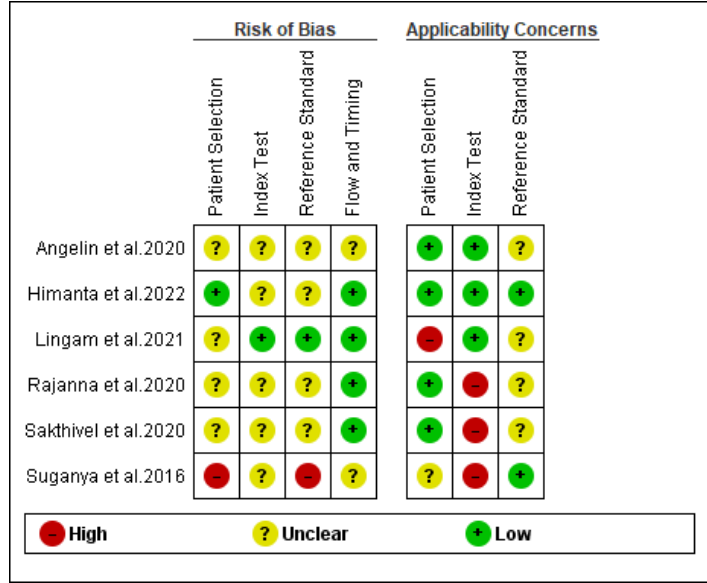 Risk of Bias Applicability Concerns
Patient Selection
Index Test
Reference Standard
Flow and Timing
Patient Selection
Index Test
Reference Standard
Angelin et al.2020 ? ? ? ? + + ?
Himanta et al.2022 + ? ? + + + +
Lingam et al.2021 ? + + + – + ?
Rajanna et al.2020 ? ? ? + + – ?
Sakthivel et al.2020 ? ? ? + + – ?
Suganya et al.2016 – ? – ? ? – +
– High ? Unclear + Low